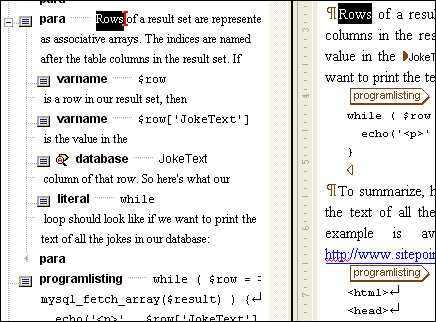 para Rows of a result set are represente
as associative arrays. The indices are named
after the table columns in the result set. If
varname $row
is a row in our result set, then
varname $row['JokeText']
is the value in the
database JokeText
column of that row. So here's what our
literal while
loop should look like if we want to print the
text of all the jokes in our database:
para
programlisting while ( $row =
mysql_fetch_array($result) ) {
echo('<p>' . $row['JokeText']
¶Rows of a resu
columns in the res
value in the JokeT
want to print the te
programlisting
while ( $row
echo('<p>'
}
¶To summarize, h
the text of all the
example is av
http://www.sitepoin
programlisting
<html>
<head>
3
4
5
6
7